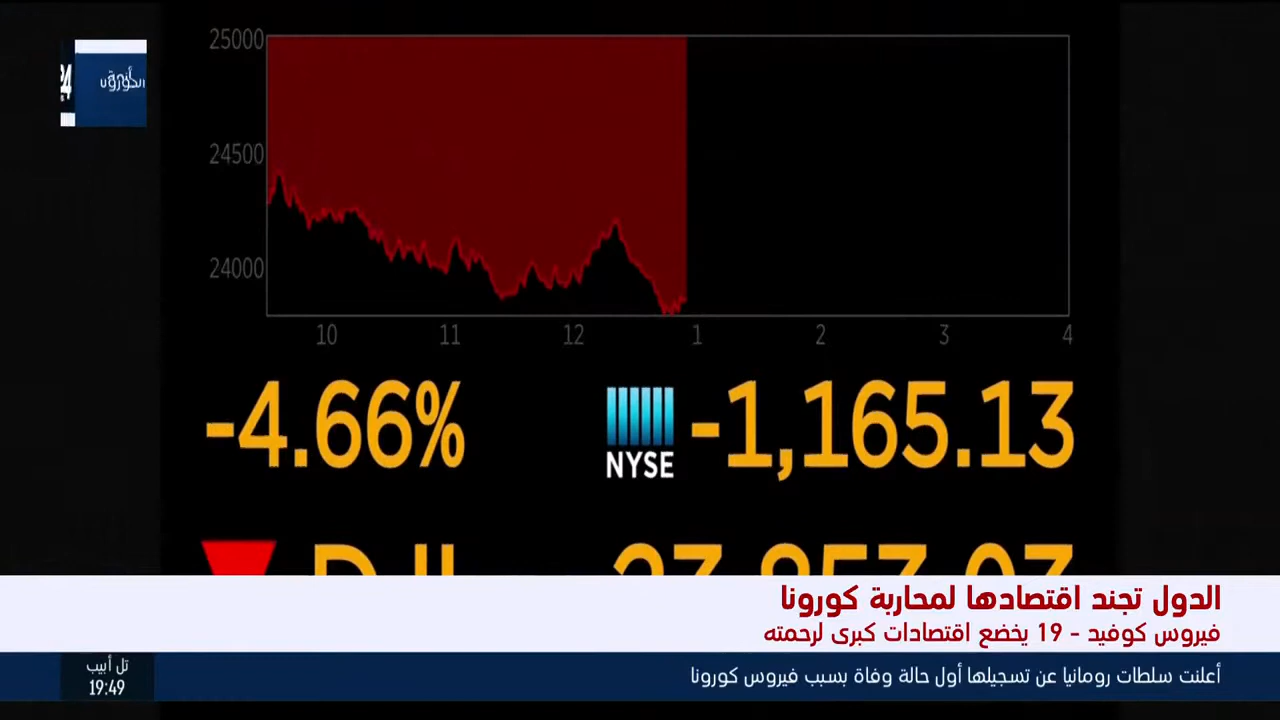 25000
24500
24000
10 11 12 1 2 3 4
-4.66%
NYSE
-1,165.13
الدول تجند اقتصادها لمحاربة كورونا
فيروس كوفيد - 19 يخضع اقتصادات كبرى لرحمته
أعلنت سلطات رومانيا عن تسجيلها أول حالة وفاة بسبب فيروس كورونا
تل أبيب
19:49